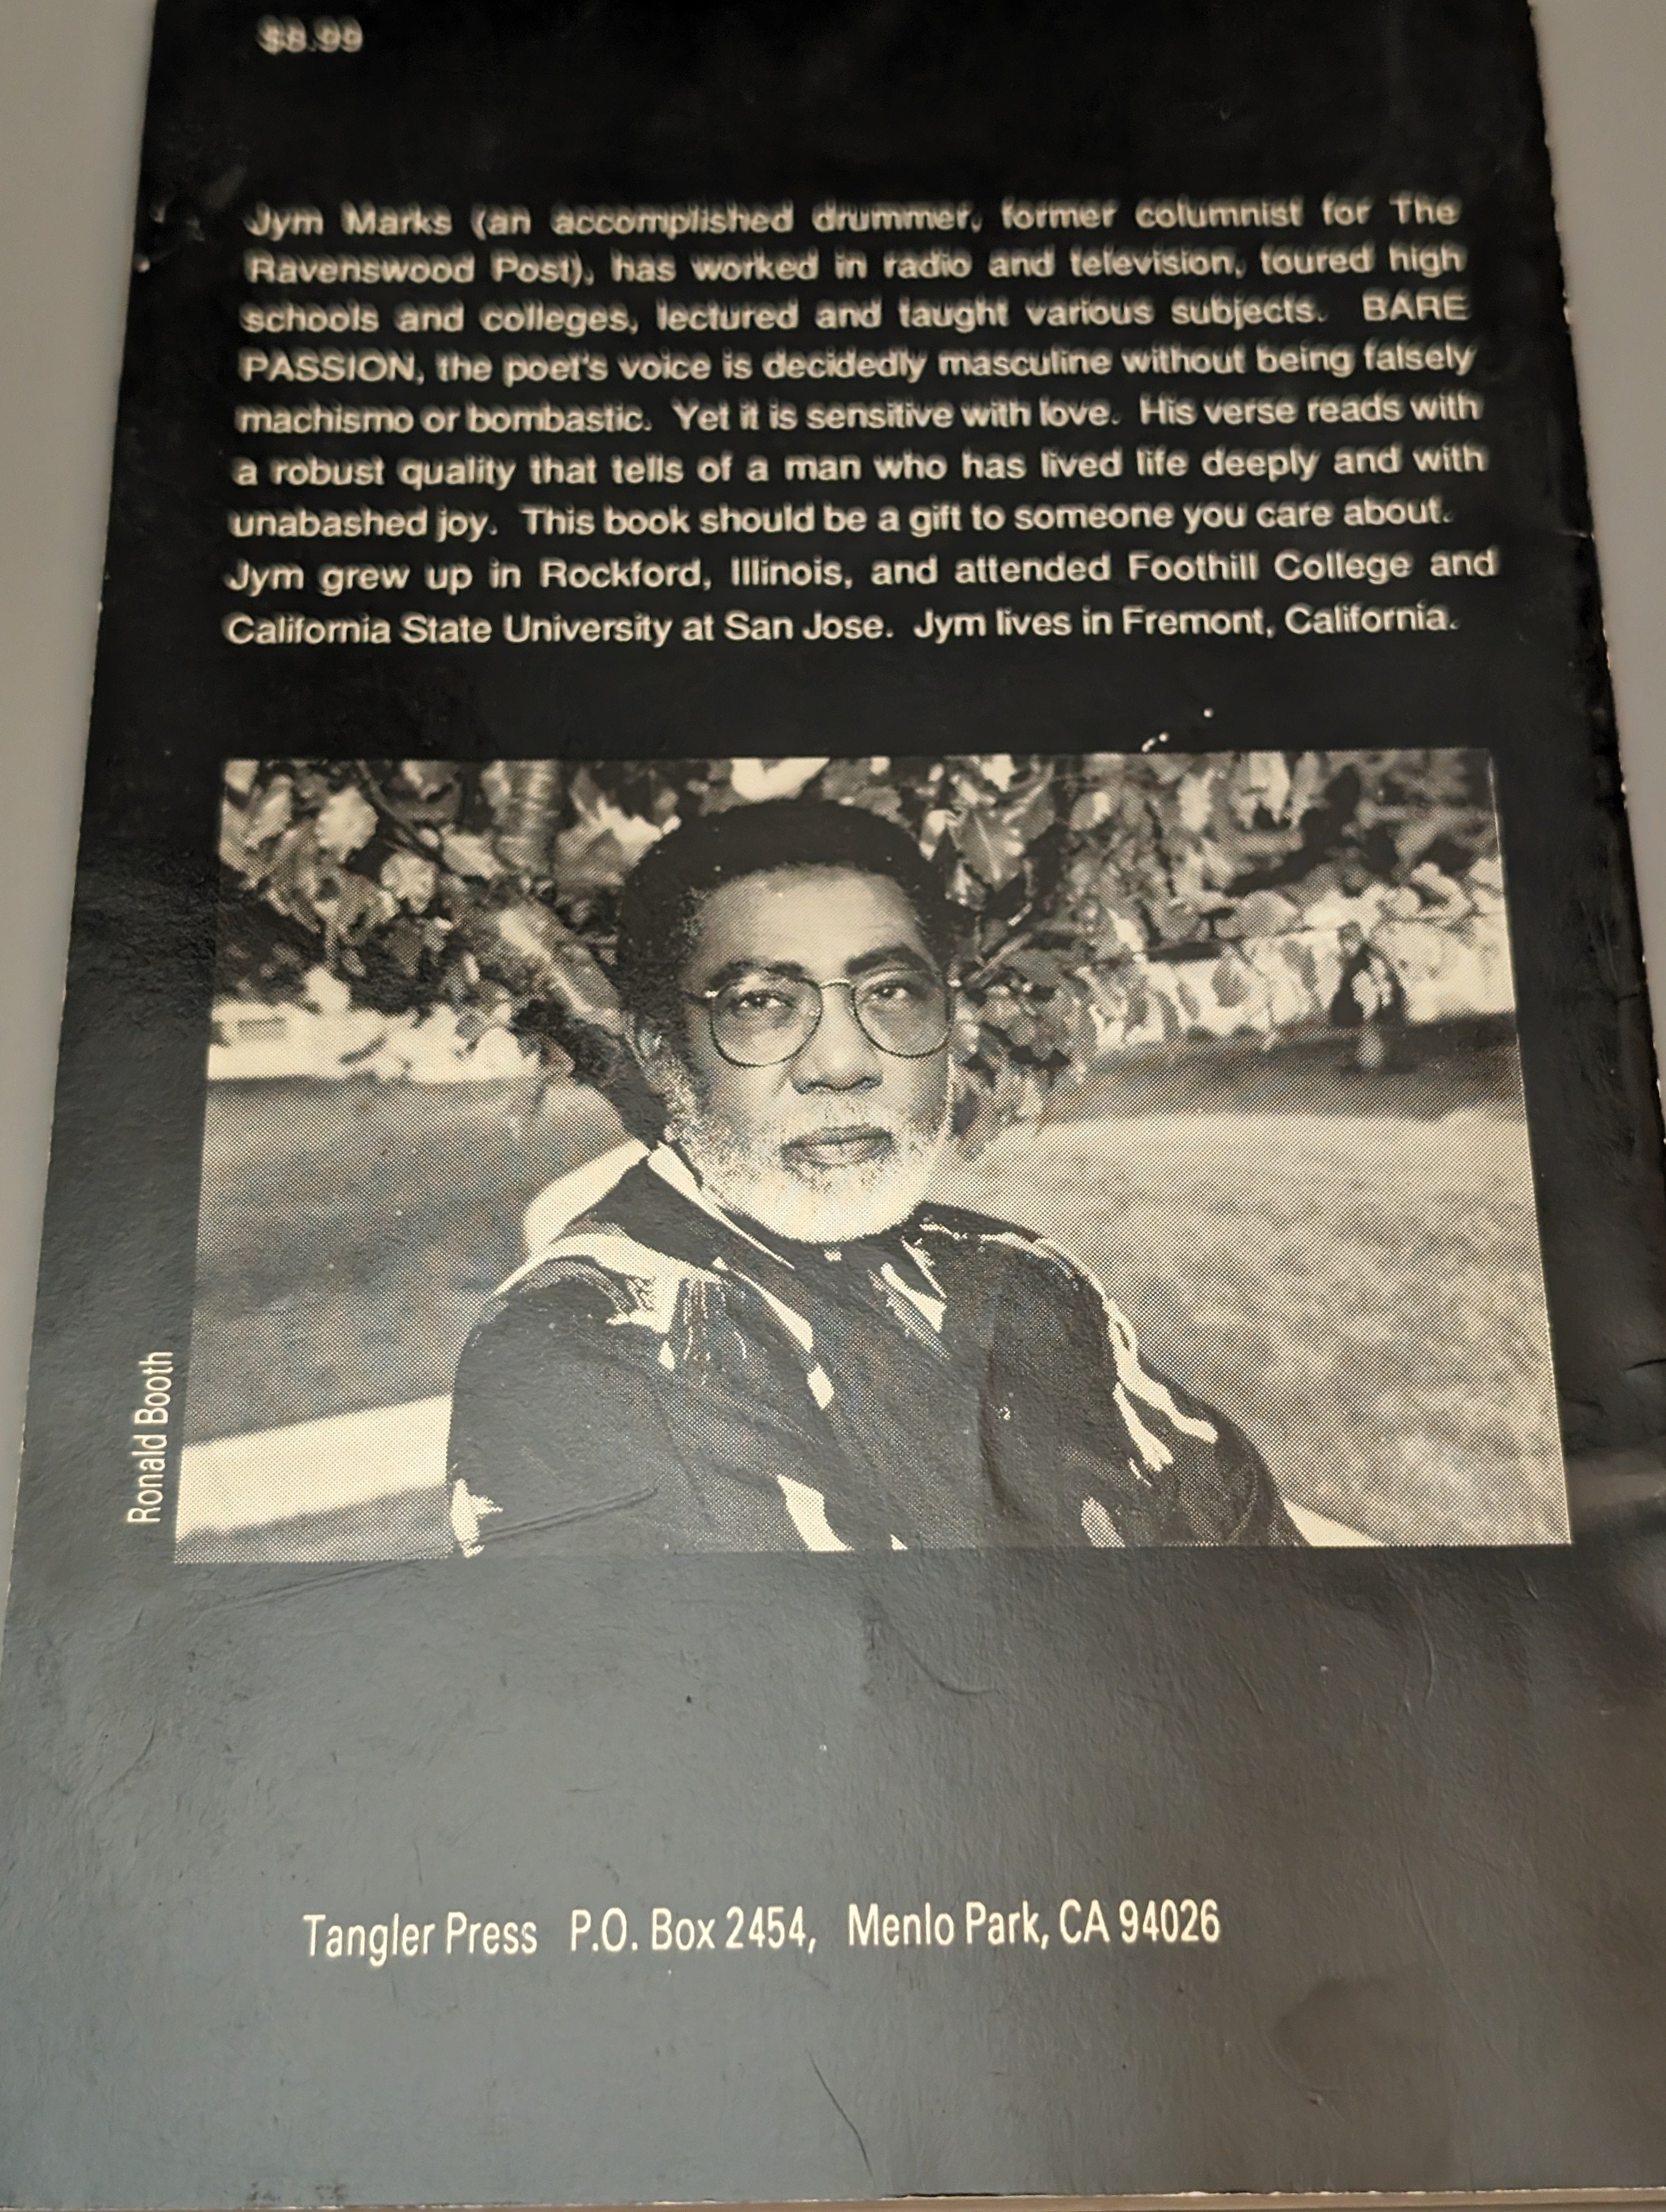 $8.99
Jym Marks (an accomplished drummer, former columnist for The
Ravenswood Post), has worked in radio and television, toured high
schools and colleges, lectured and taught various subjects. BARE
PASSION, the poet's voice is decidedly masculine without being falsely
machismo or bombastic. Yet it is sensitive with love. His verse reads with
a robust quality that tells of a man who has lived life deeply and with
unabashed joy. This book should be a gift to someone you care about.
Jym grew up in Rockford, Illinois, and attended Foothill College and
California State University at San Jose. Jym lives in Fremont, California.
Ronald Booth
Tangler Press P.O. Box 2454, Menlo Park, CA 94026